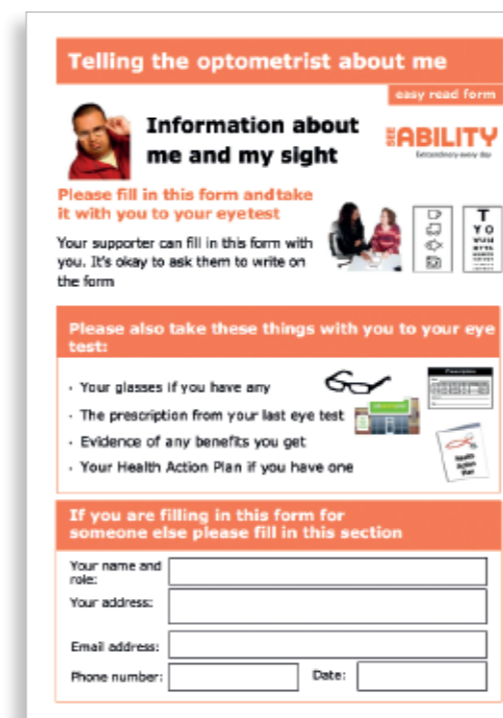 Telling the optometrist about me
easy read form
Information about
me and my sight
SEE ABILITY
Extraordinary every day
Please fill in this form andtake
it with you to your eyetest
Your supporter can fill in this form with
you. It's okay to ask them to write on
the form
T
Y O
Please also take these things with you to your eye
test:
· Your glasses if you have any
· The prescription from your last eye test
· Evidence of any benefits you get
· Your Health Action Plan if you have one
Prescription
Health
Action
Plan
If you are filling in this form for
someone else please fill in this section
Your name and
role:
Your address:
Email address:
Phone number:
Date: